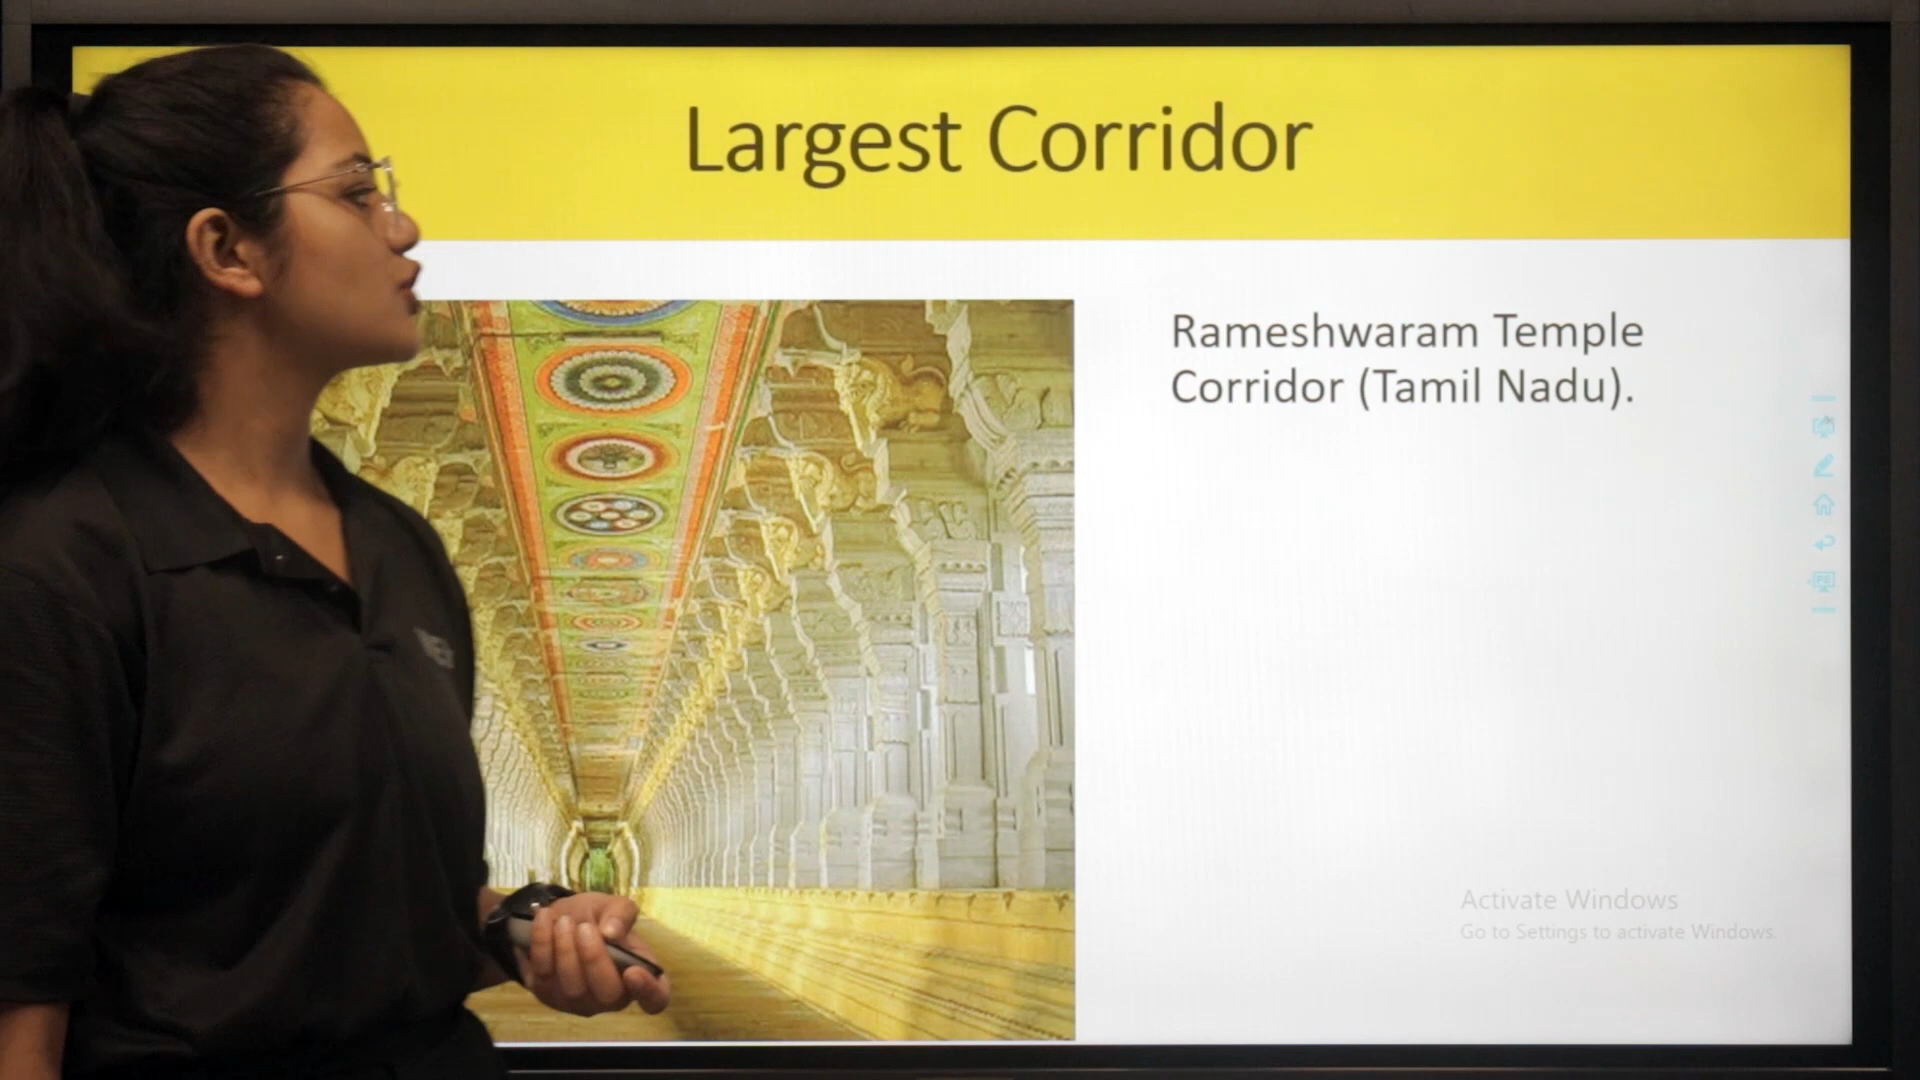 Largest Corridor
Rameshwaram Temple
Corridor (Tamil Nadu).
Activate Windows
Go to Settings to activate Windows.